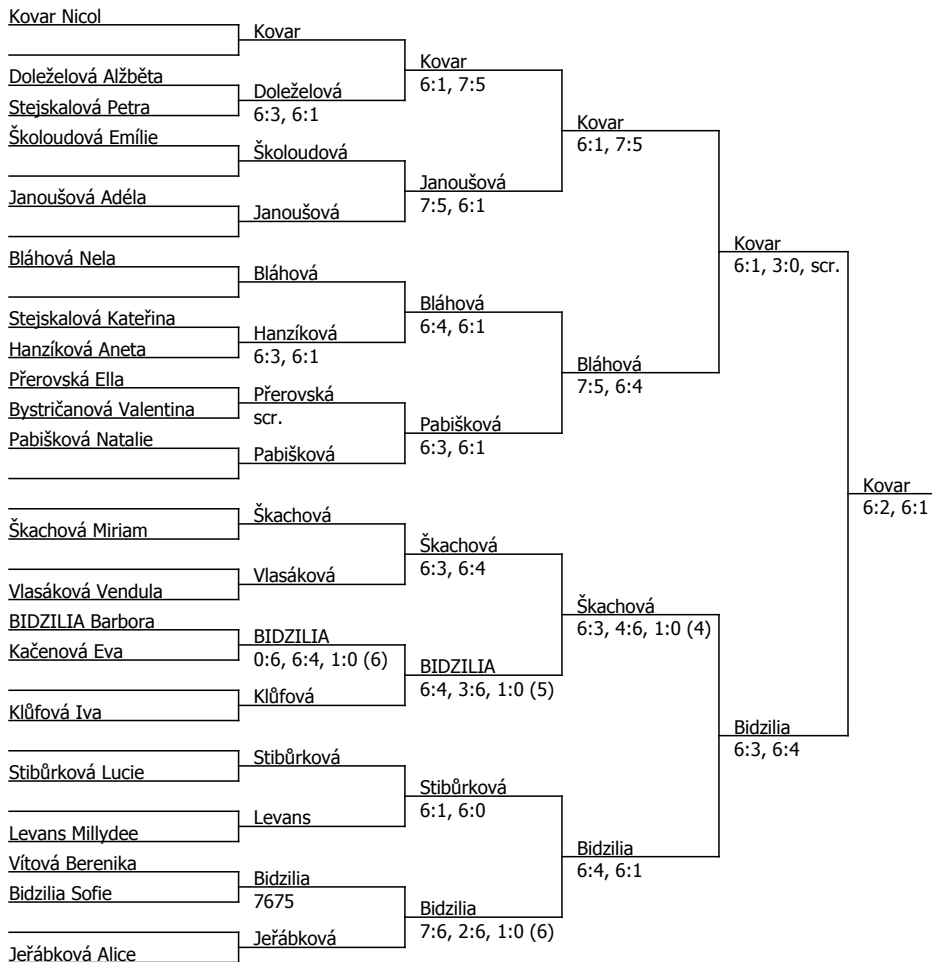 Kovar Nicol
Doleželová Alžběta
Stejskalová Petra
Školoudová Emílie
Janoušová Adéla
Bláhová Nela
Stejskalová Kateřina
Hanzíková Aneta
Přerovská Ella
Bystričanová Valentina
Pabišková Natalie
Škachová Miriam
Vlasáková Vendula
BIDZILIA Barbora
Kačenová Eva
Klůfová Iva
Stibůrková Lucie
Levans Millydee
Vítová Berenika
Bidzilia Sofie
Jeřábková Alice
Kovar
Doleželová
6:3, 6:1
Školoudová
Janoušová
Bláhová
Hanzíková
6:3, 6:1
Přerovská
scr.
Pabišková
Škachová
Vlasáková
BIDZILIA
0:6, 6:4, 1:0 (6)
Klůfová
Stibůrková
Levans
Bidzilia
7675
Jeřábková
Kovar
6:1, 7:5
Janoušová
7:5, 6:1
Bláhová
6:4, 6:1
Pabišková
6:3, 6:1
Škachová
6:3, 6:4
BIDZILIA
6:4, 3:6, 1:0 (5)
Stibůrková
6:1, 6:0
Bidzilia
7:6, 2:6, 1:0 (6)
Kovar
6:1, 7:5
Bláhová
7:5, 6:4
Škachová
6:3, 4:6, 1:0 (4)
Bidzilia
6:4, 6:1
Kovar
6:1, 3:0, scr.
Bidzilia
6:3, 6:4
Kovar
6:2, 6:1